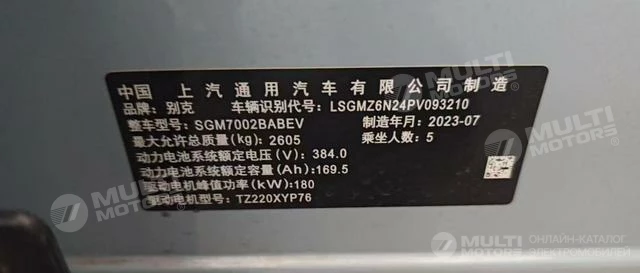 中国 上汽通用汽车有限公司制造
品牌:别克 车辆识别代号:LSGMZ6N24PV093210
整车型号:SGM7002BABEV 制造年月:2023-07
最大允许总质量(kg):2605 乘坐人数:5
动力电池系统额定电压(V):384.0
动力电池系统额定容量(Ah):169.5
驱动电机峰值功率(kW):180
驱动电机型号:TZ220XYP76
MULTI MOTORS
MULTI MOTORS
MULTI MOTORS
MULTI MOTORS
ОНЛАЙН-КАТАЛОГ
ЭЛЕКТРОМОБИЛЕЙ